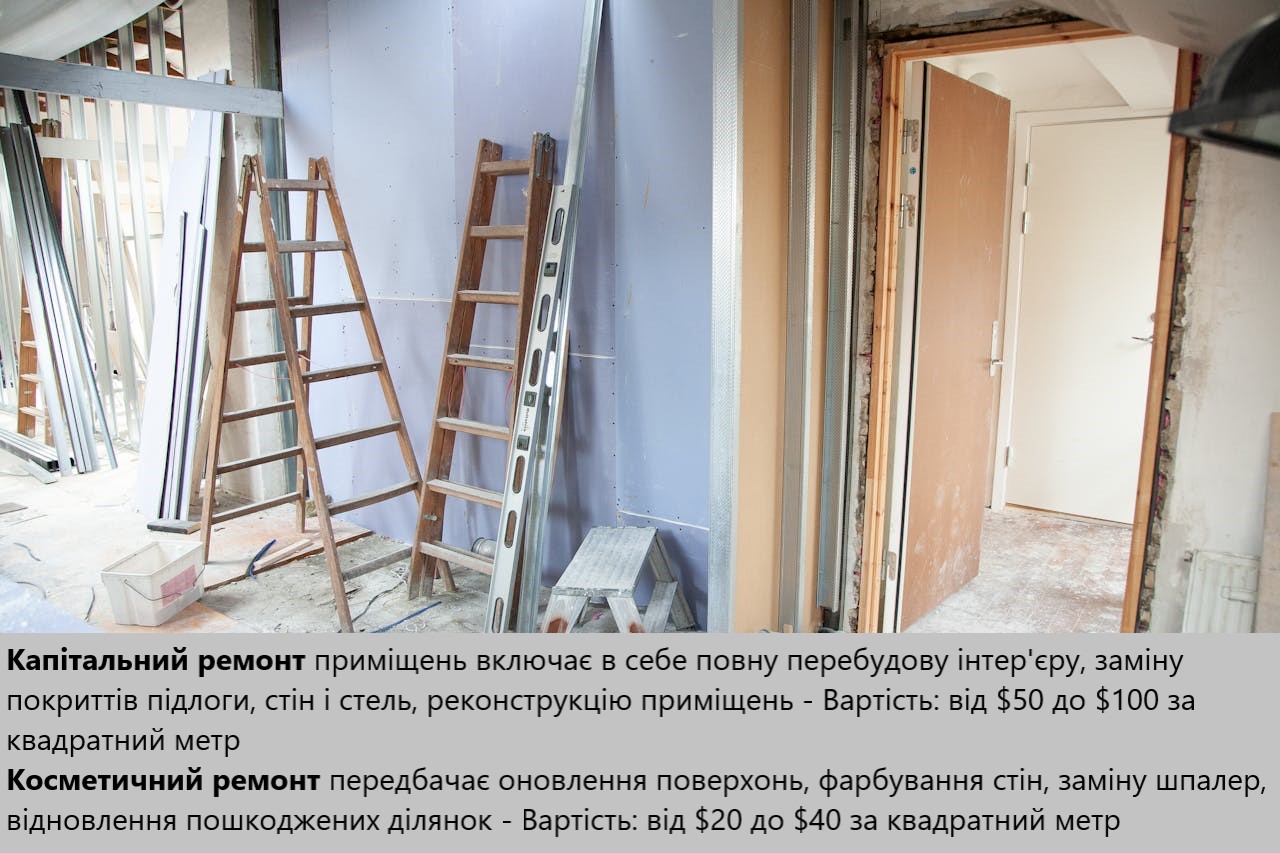 Капітальний ремонт приміщень включає в себе повну перебудову інтер'єру, заміну
покриттів підлоги, стін і стель, реконструкцію приміщень - Вартість: від $50 до $100 за
квадратний метр
Косметичний ремонт передбачає оновлення поверхонь, фарбування стін, заміну шпалер,
відновлення пошкоджених ділянок - Вартість: від $20 до $40 за квадратний метр